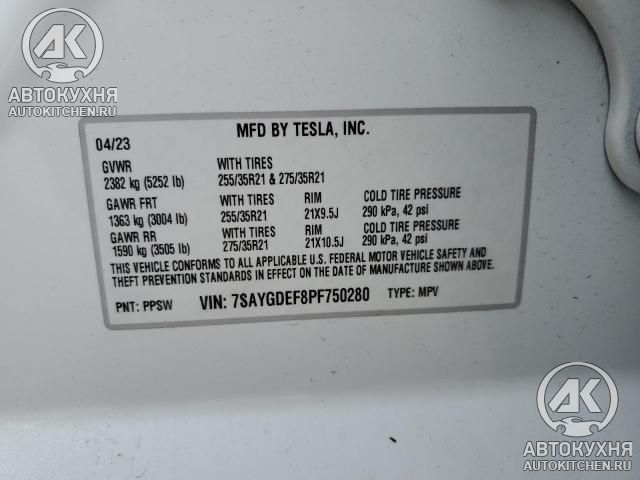 AK
АВТОКУХНЯ
AUTOKITCHEN.RU
MFD BY TESLA, INC.
04/23
GVWR WITH TIRES
2382 kg (5252 lb) 255/35R21 & 275/35R21
GAWR FRT WITH TIRES RIM COLD TIRE PRESSURE
1363 kg (3004 lb) 255/35R21 21X9.5J 290 kPa, 42 psi
GAWR RR WITH TIRES RIM COLD TIRE PRESSURE
1590 kg (3505 lb) 275/35R21 21X10.5J 290 kPa, 42 psi
THIS VEHICLE CONFORMS TO ALL APPLICABLE U.S. FEDERAL MOTOR VEHICLE SAFETY AND
THEFT PREVENTION STANDARDS IN EFFECT ON THE DATE OF MANUFACTURE SHOWN ABOVE.
PNT: PPSW VIN: 7SAYGDEF8PF750280 TYPE: MPV
AK
АВТОКУХНЯ
AUTOKITCHEN.RU